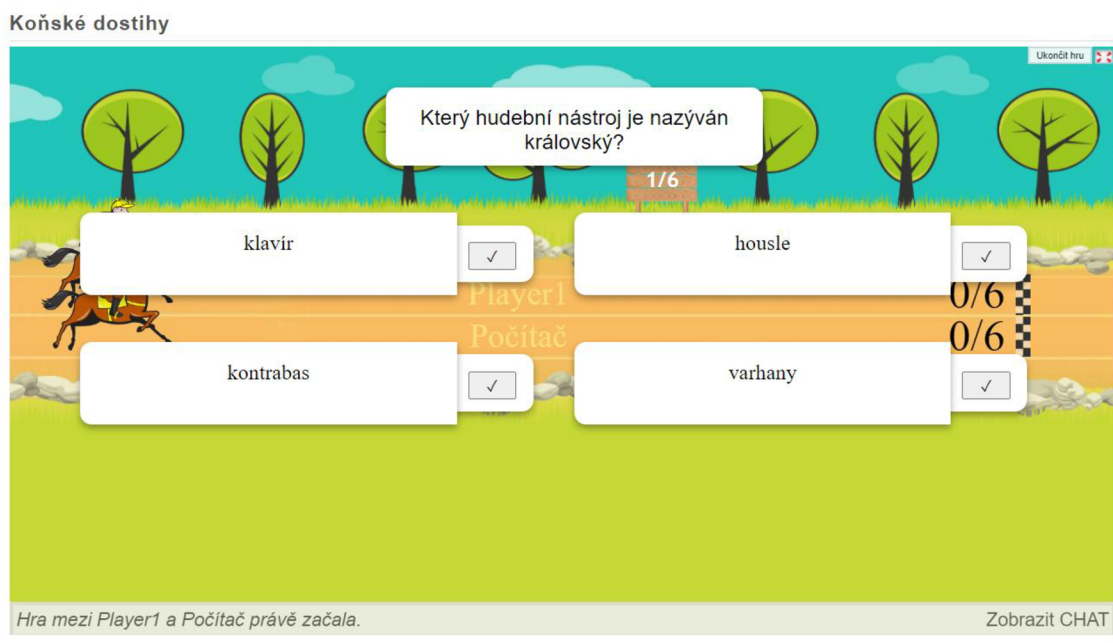 Koňské dostihy
Ukončit hru
Který hudební nástroj je nazýván
královský?
1/6
klavír
✓
housle
✓
Player1
0/6
Počítač
0/6
kontrabas
✓
varhany
✓
Hra mezi Player1 a Počítač právě začala.
Zobrazit CHAT